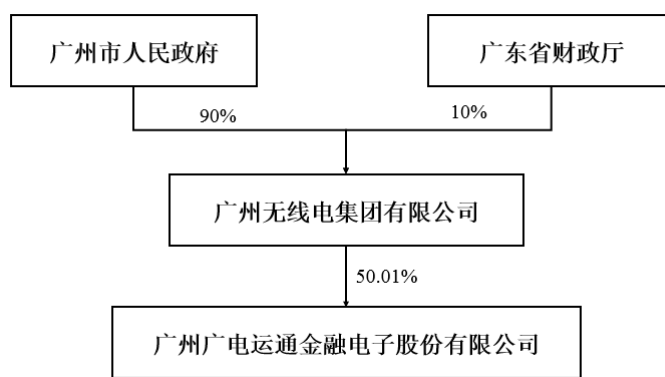 广州市人民政府
广东省财政厅
90%
10%
广州无线电集团有限公司
50.01%
广州广电运通金融电子股份有限公司